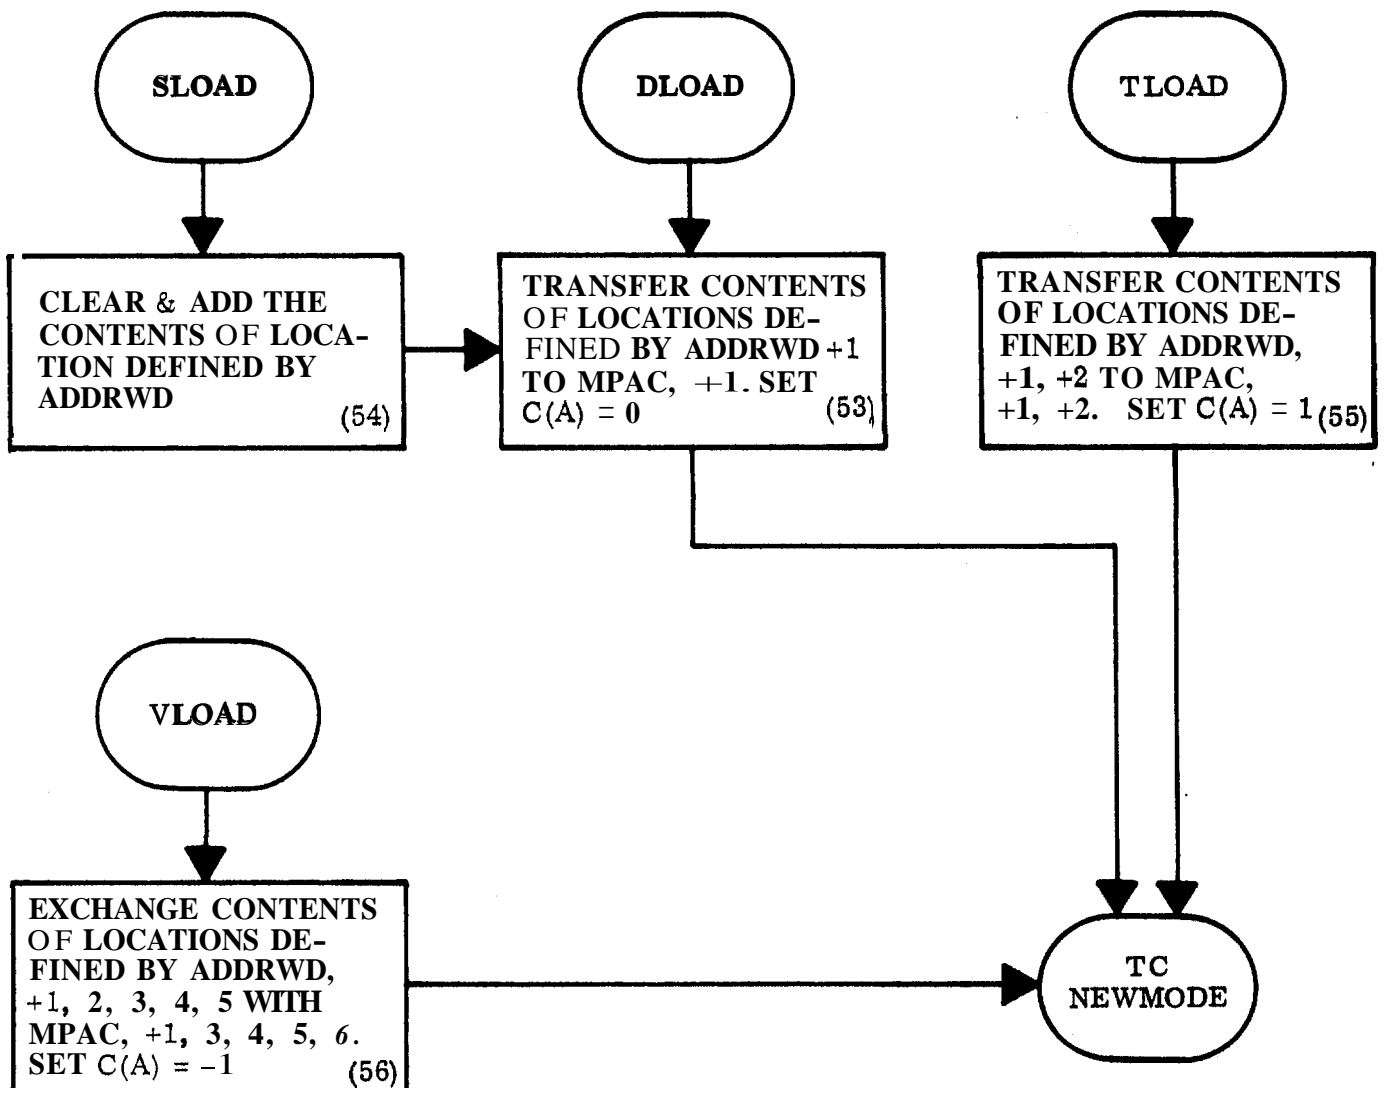 SLOAD
DLOAD
TLOAD
CLEAR & ADD THE
CONTENTS OF LOCA-
TION DEFINED BY
ADDRWD
(54)
TRANSFER CONTENTS
OF LOCATIONS DE-
FINED BY ADDRWD +1
TO MPAC, +1. SET
C(A) = 0
(53)
TRANSFER CONTENTS
OF LOCATIONS DE-
FINED BY ADDRWD,
+1, +2 TO MPAC,
+1, +2. SET C(A) = 1
(55)
VLOAD
EXCHANGE CONTENTS
OF LOCATIONS DE-
FINED BY ADDRWD,
+1, 2, 3, 4, 5 WITH
MPAC, +1, 3, 4, 5, 6.
SET C(A) = -1
(56)
TC
NEWMODE